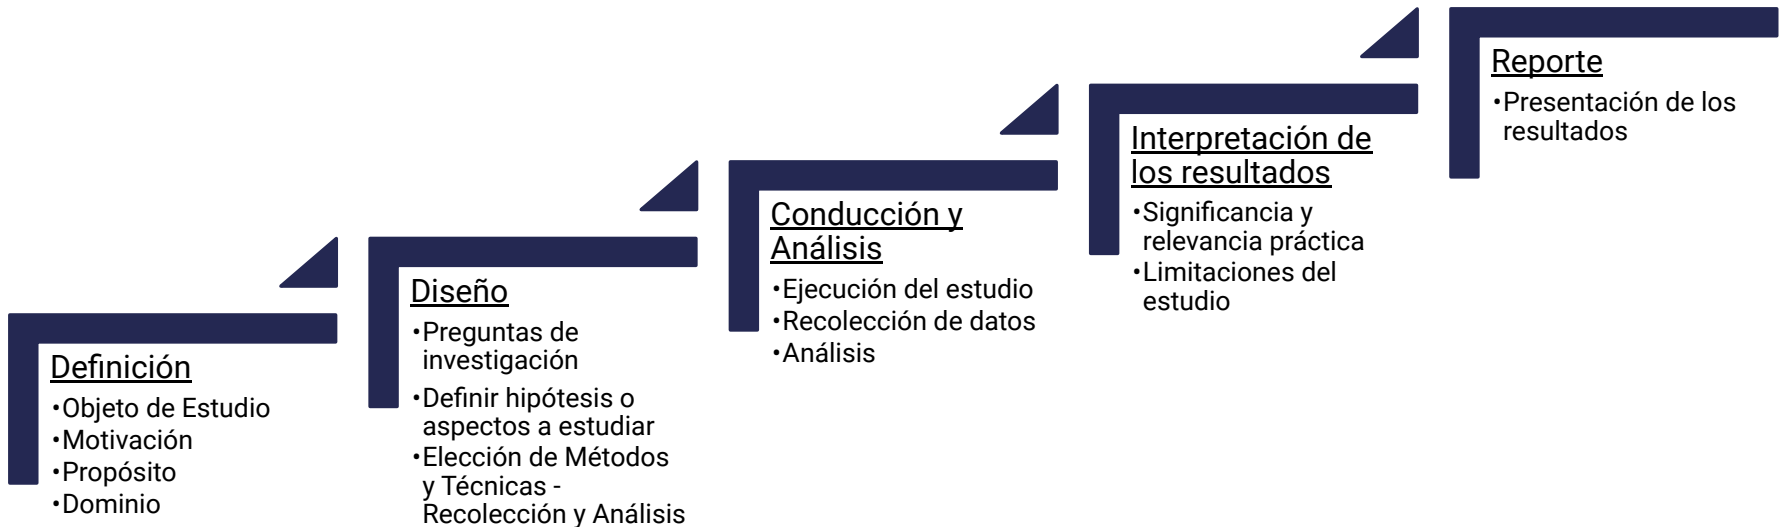 Definición
•Objeto de Estudio
•Motivación
•Propósito
•Dominio
Diseño
•Preguntas de
investigación
•Definir hipótesis o
aspectos a estudiar
•Elección de Métodos
y Técnicas -
Recolección y Análisis
Conducción y
Análisis
•Ejecución del estudio
•Recolección de datos
•Análisis
Interpretación de
los resultados
•Significancia y
relevancia práctica
•Limitaciones del
estudio
Reporte
•Presentación de los
resultados